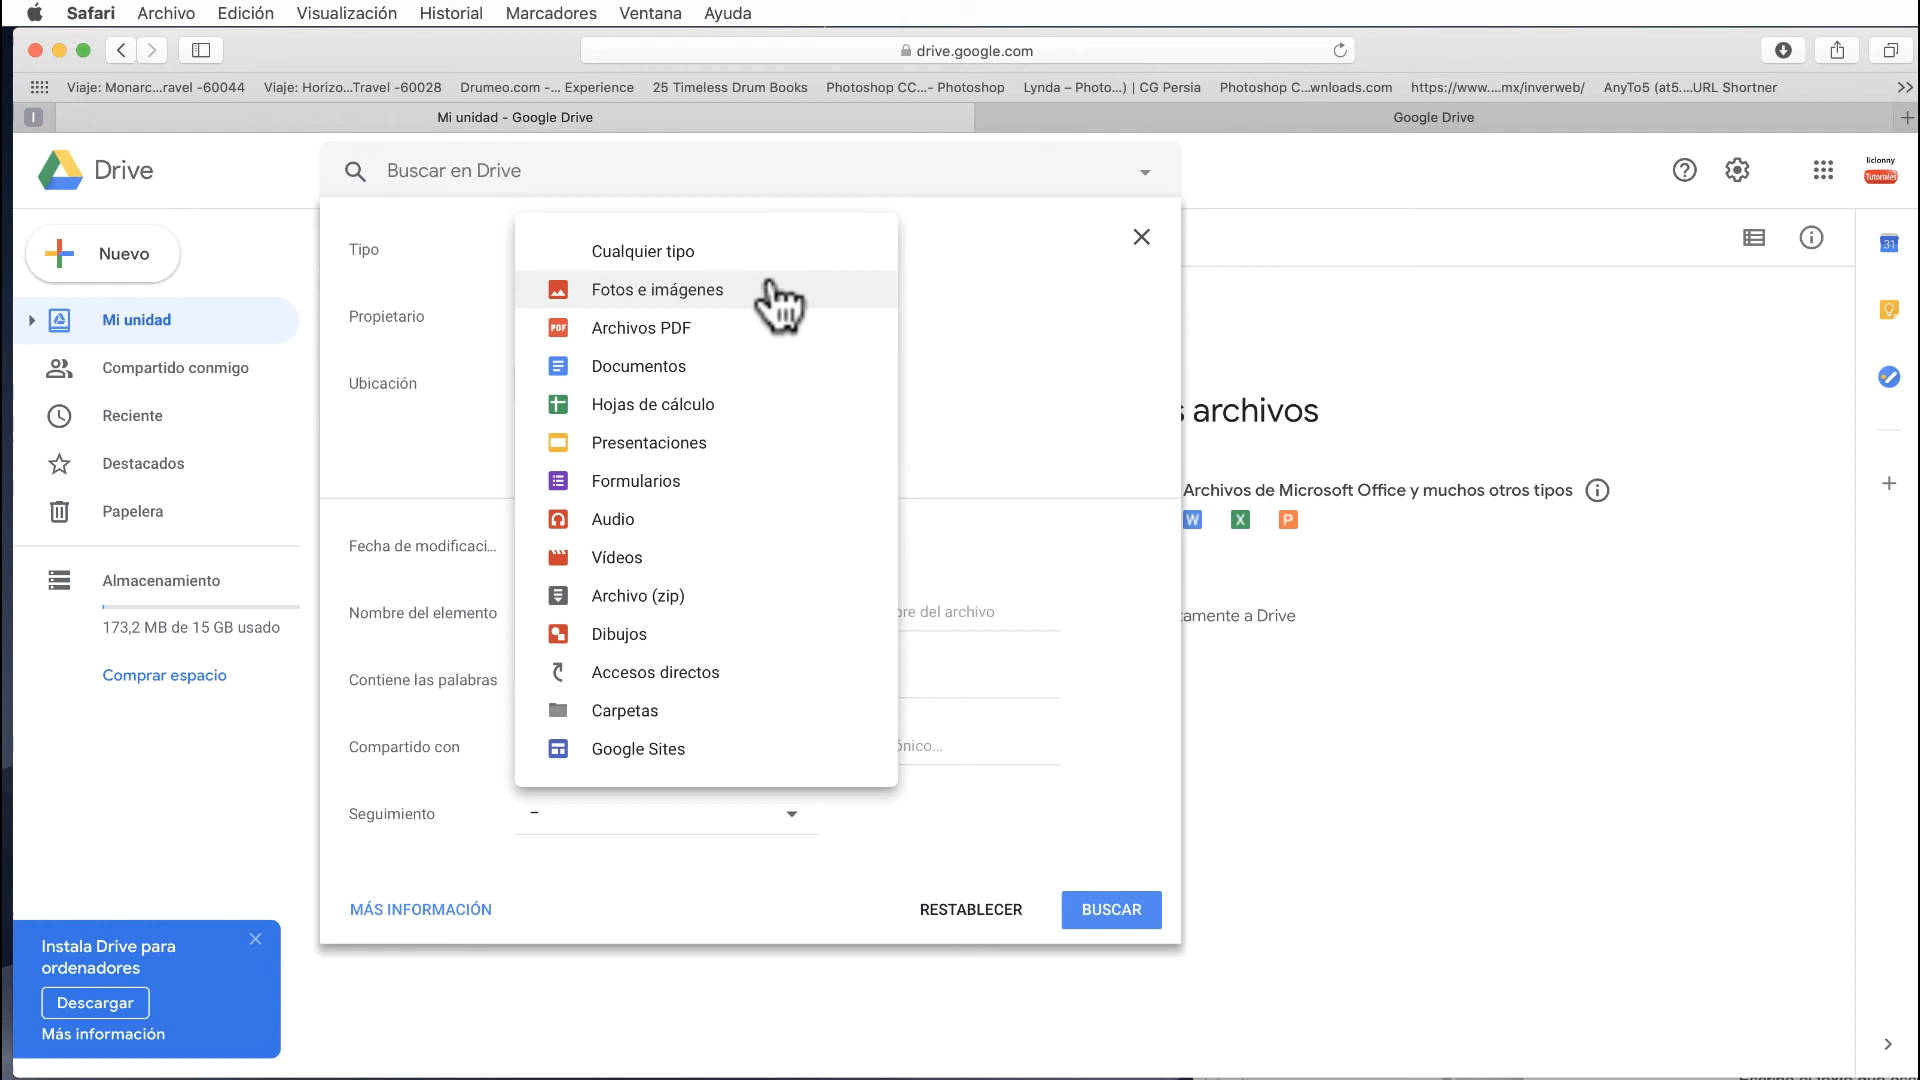 Safari Archivo Edición Visualización Historial Marcadores Ventana Ayuda
drive.google.com
Viaje: Monarc...ravel -60044 Viaje: Horizo...Travel -60028 Drumeo.com -... Experience 25 Timeless Drum Books Photoshop CC...- Photoshop Lynda – Photo...) | CG Persia Photoshop C...wnloads.com https://www....mx/inverweb/ AnyTo5 (at5....URL Shortner
I Mi unidad - Google Drive Google Drive
Drive
Buscar en Drive
liclonny
Tutoriales
Nuevo
Mi unidad
Compartido conmigo
Reciente
Destacados
Papelera
Almacenamiento
173,2 MB de 15 GB usado
Comprar espacio
Instala Drive para
ordenadores
Descargar
Más información
Tipo
Propietario
Ubicación
Fecha de modificaci...
Nombre del elemento
Contiene las palabras
Compartido con
Seguimiento
–
Cualquier tipo
Fotos e imágenes
PDF Archivos PDF
Documentos
Hojas de cálculo
Presentaciones
Formularios
Audio
Vídeos
Archivo (zip)
Dibujos
Accesos directos
Carpetas
Google Sites
bre del archivo
ónico...
MÁS INFORMACIÓN
RESTABLECER
BUSCAR
s archivos
Archivos de Microsoft Office y muchos otros tipos
W X P
tamente a Drive
31